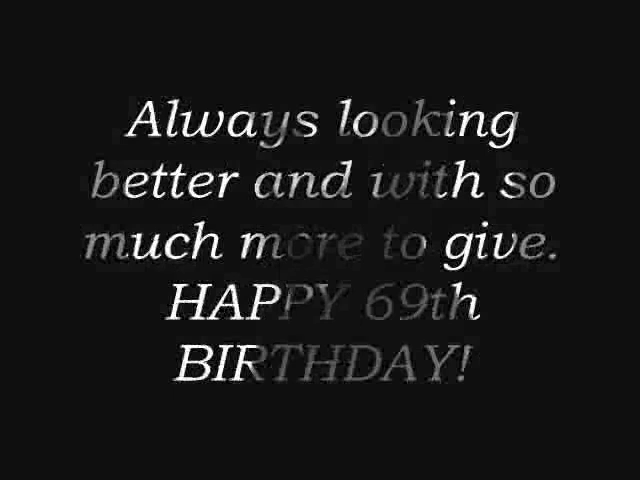 Always looking
better and with so
much more to give.
HAPPY 69th
BIRTHDAY!